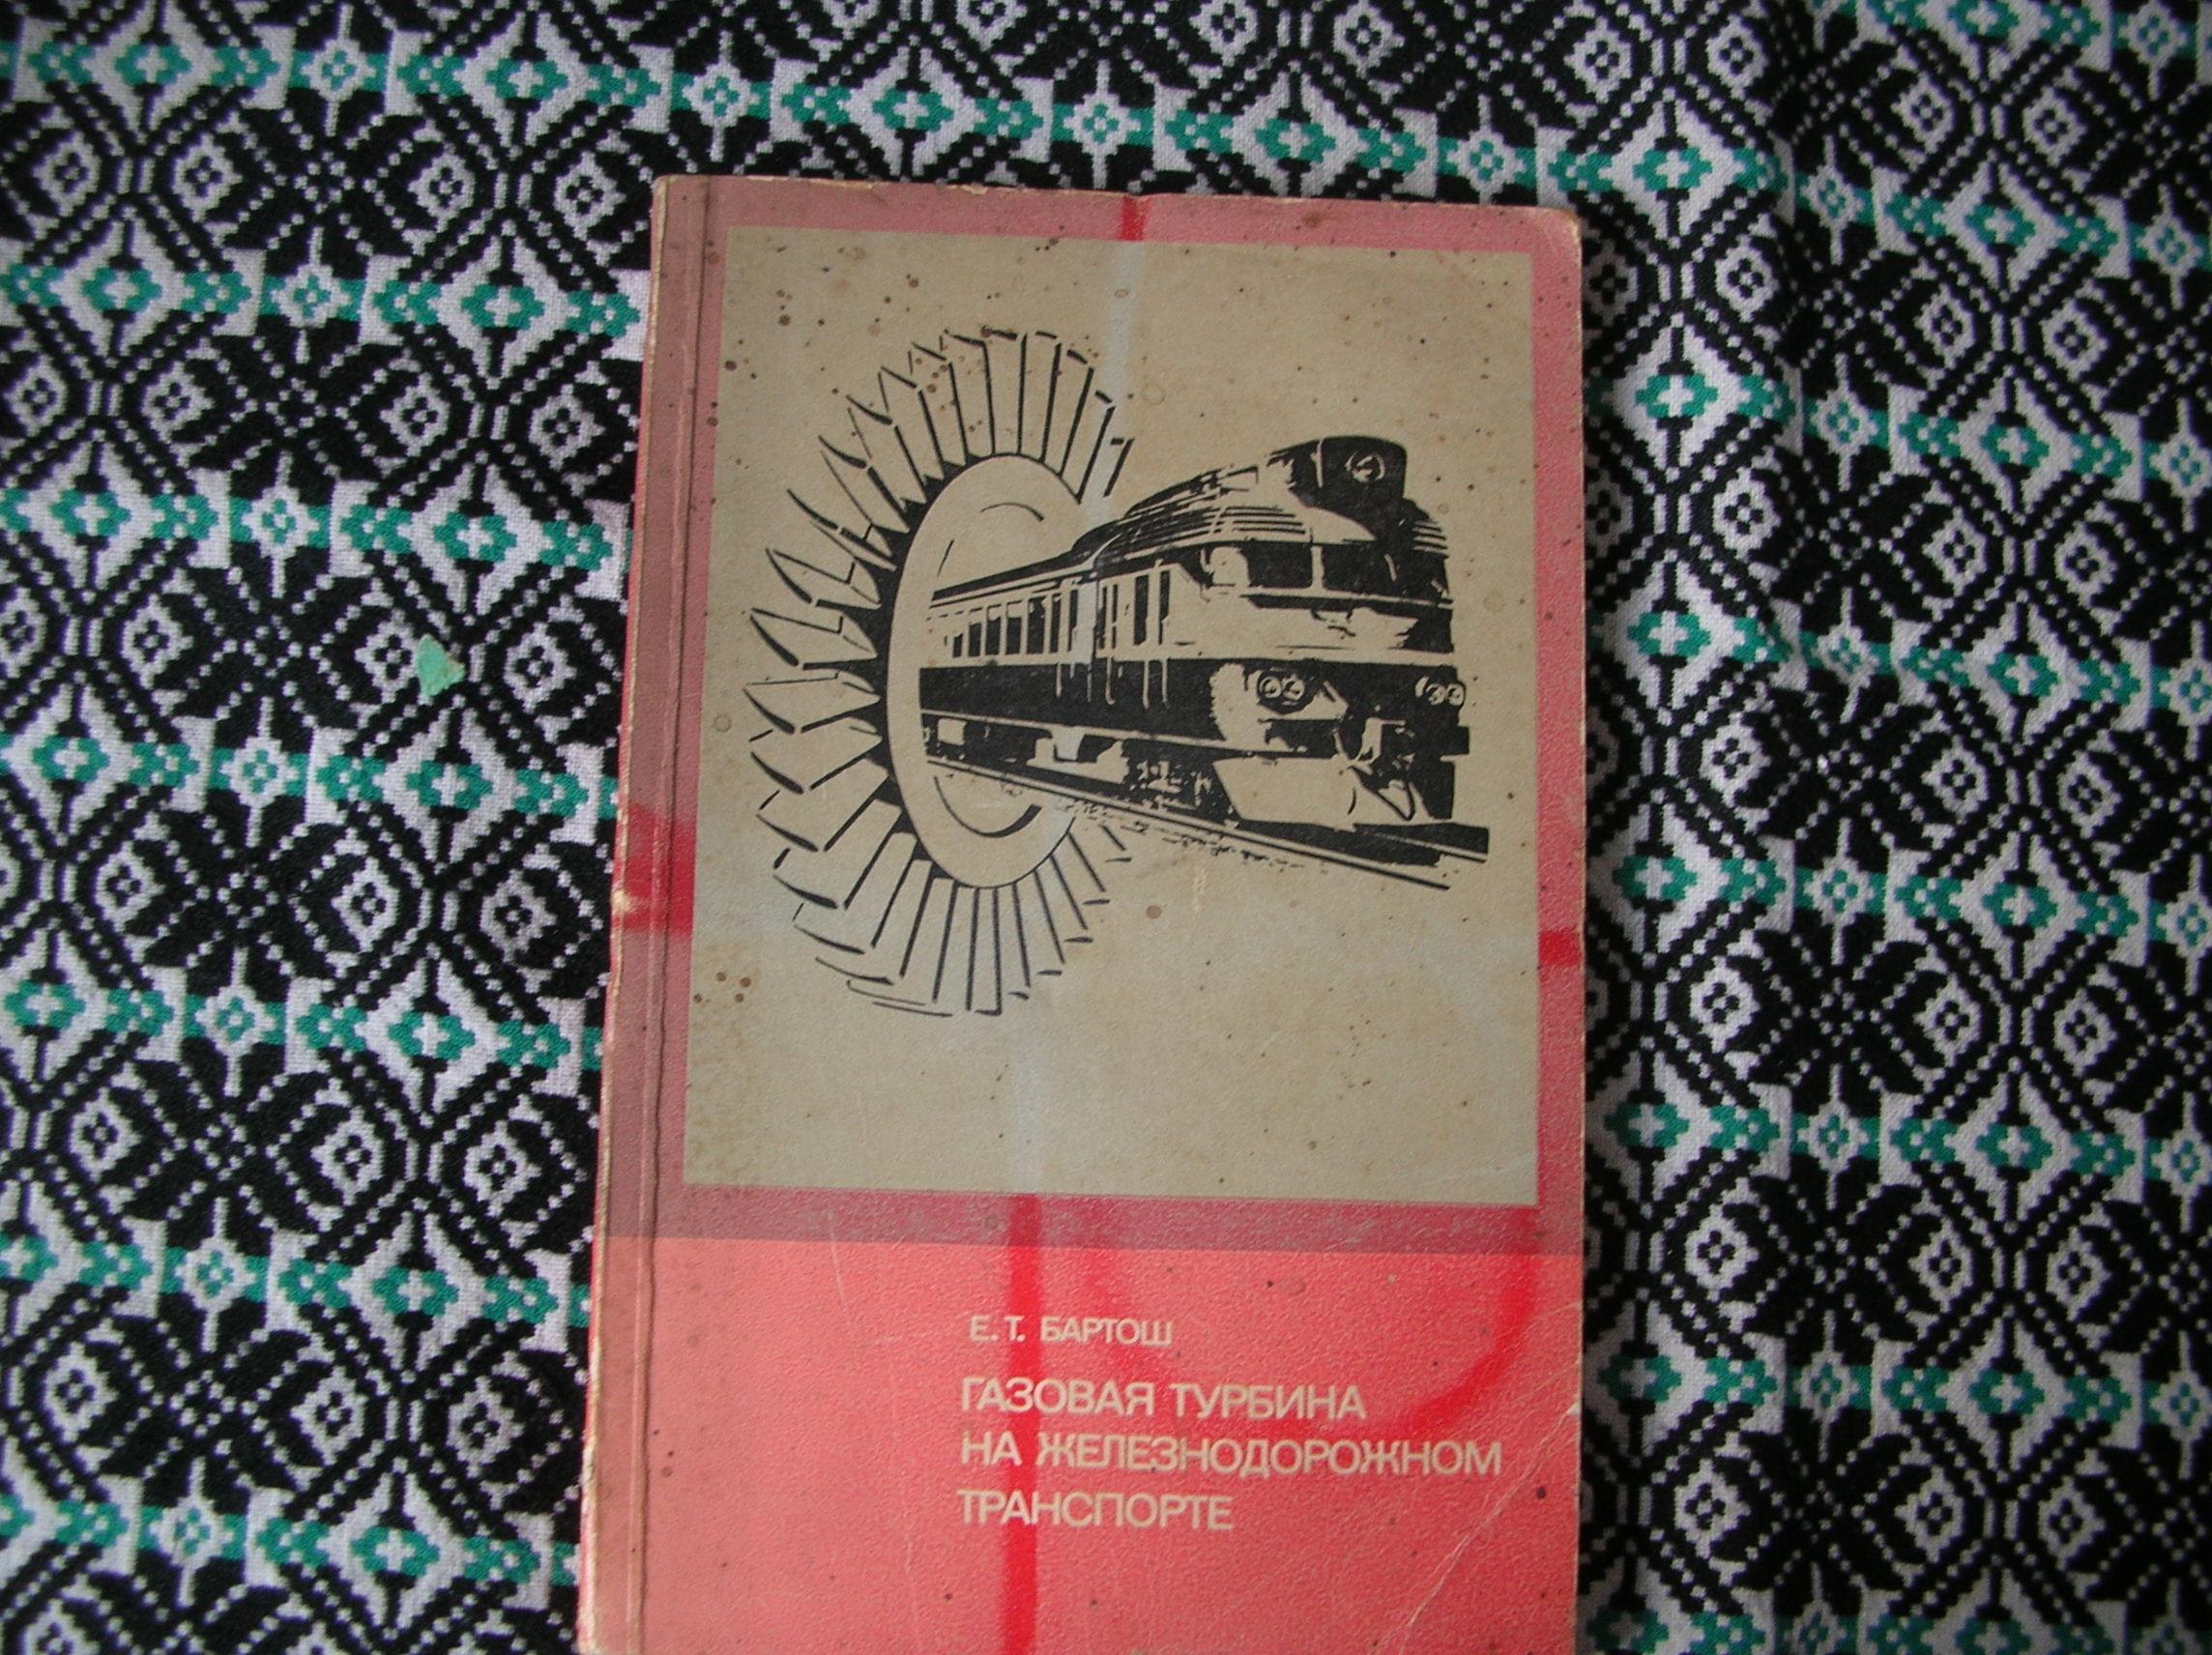 Е. Т. БАРТОШ
ГАЗОВАЯ ТУРБИНА
НА ЖЕЛЕЗНОДОРОЖНОМ
ТРАНСПОРТЕ